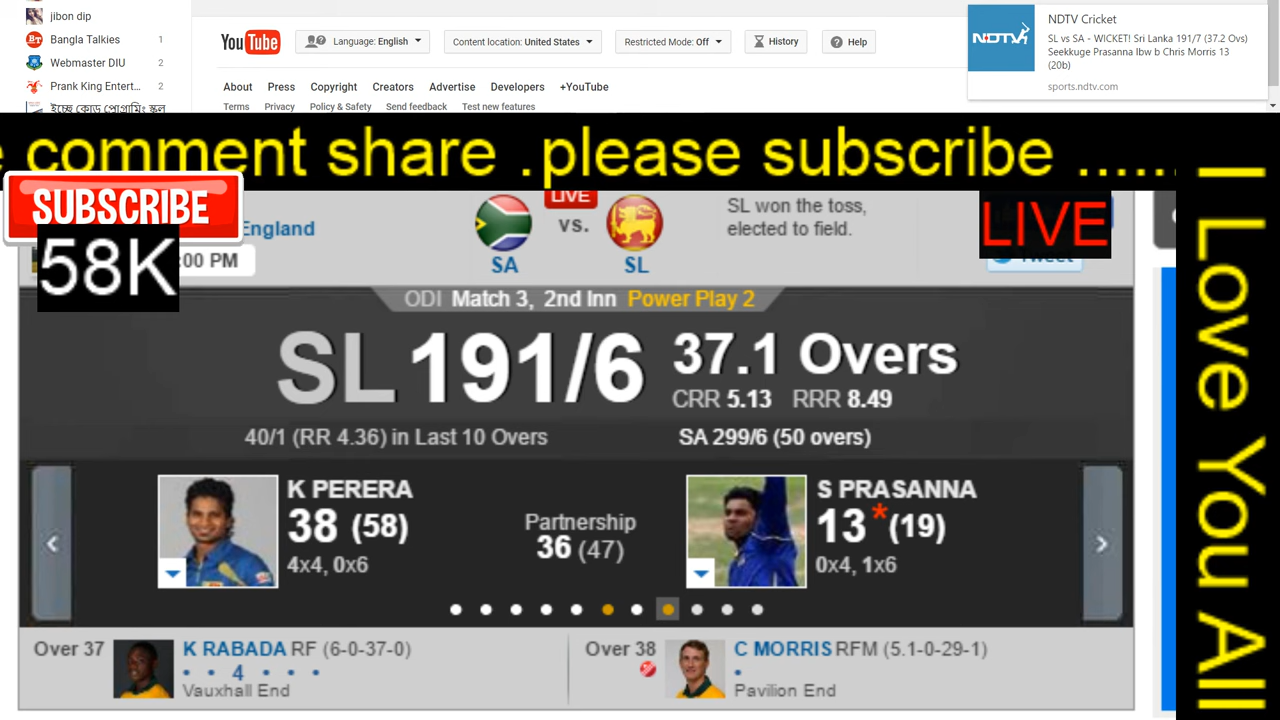 jibon dip
Bangla Talkies 1
Webmaster DIU 2
Prank King Entert... 2
ইচ্ছে কোড প্রোগ্রামিং স্কুল
YouTube
Language: English
Content location: United States
Restricted Mode: Off
History
Help
About Press Copyright Creators Advertise Developers +YouTube
Terms Privacy Policy & Safety Send feedback Test new features
NDTV
NDTV Cricket
SL vs SA - WICKET! Sri Lanka 191/7 (37.2 Ovs)
Seekkuge Prasanna lbw b Chris Morris 13
(20b)
sports.ndtv.com
comment share .please subscribe ......
SUBSCRIBE
58K
England
:00 PM
LIVE
vs.
SA
SL
SL won the toss,
elected to field.
LIVE
Tweet
ODI Match 3, 2nd Inn Power Play 2
SL 191/6
37.1 Overs
CRR 5.13 RRR 8.49
40/1 (RR 4.36) in Last 10 Overs
SA 299/6 (50 overs)
K PERERA
38 (58)
4x4, 0x6
Partnership
36 (47)
S PRASANNA
13*(19)
0x4, 1x6
Over 37
K RABADA RF (6-0-37-0)
• • 4 • • •
Vauxhall End
Over 38
C MORRIS RFM (5.1-0-29-1)
•
Pavilion End
I Love You All